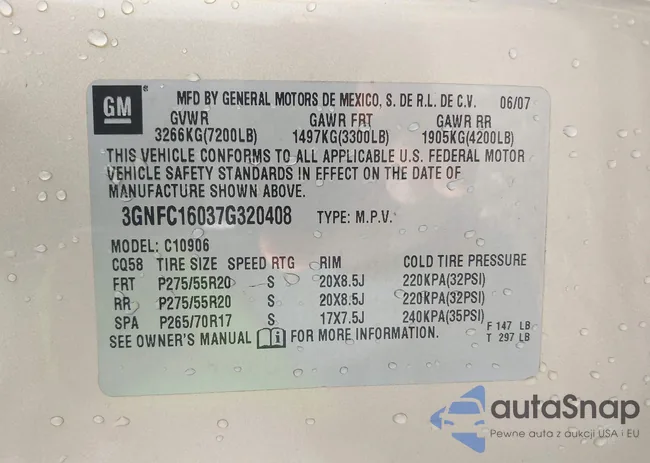 GM
MFD BY GENERAL MOTORS DE MEXICO, S. DE R.L. DE C.V. 06/07
GVWR GAWR FRT GAWR RR
3266KG(7200LB) 1497KG(3300LB) 1905KG(4200LB)
THIS VEHICLE CONFORMS TO ALL APPLICABLE U.S. FEDERAL MOTOR
VEHICLE SAFETY STANDARDS IN EFFECT ON THE DATE OF
MANUFACTURE SHOWN ABOVE.
3GNFC16037G320408 TYPE: M.P.V.
MODEL: C10906
CQ58 TIRE SIZE SPEED RTG RIM COLD TIRE PRESSURE
FRT P275/55R20 S 20X8.5J 220KPA(32PSI)
RR P275/55R20 S 20X8.5J 220KPA(32PSI)
SPA P265/70R17 S 17X7.5J 240KPA(35PSI)
F 147 LB
SEE OWNER'S MANUAL FOR MORE INFORMATION. T 297 LB
autaSnap
Pewne auta z aukcji USA i EU